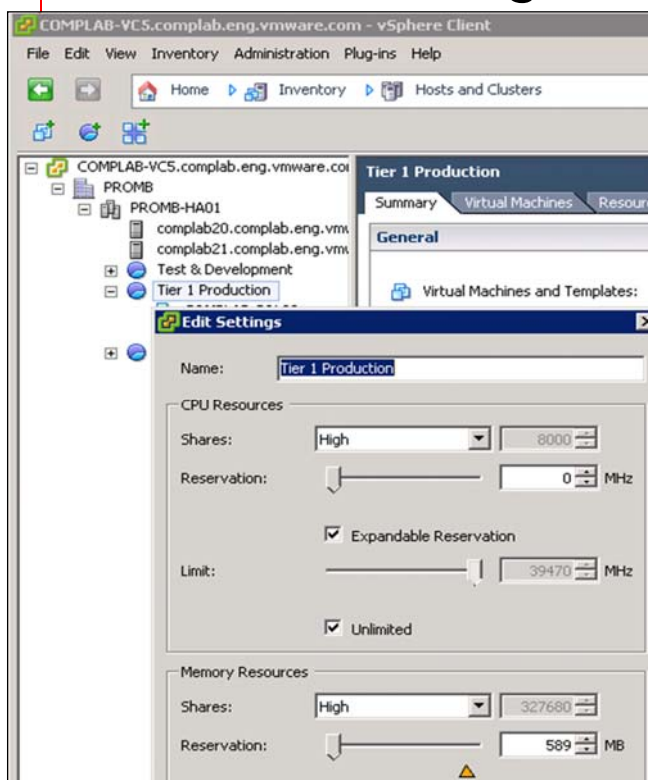 COMPLAB-VC5.complab.eng.vmware.com - vSphere Client
File Edit View Inventory Administration Plug-ins Help
Home Inventory Hosts and Clusters
COMPLAB-VC5.complab.eng.vmware.co
PROMB
PROMB-HA01
complab20.complab.eng.vm
complab21.complab.eng.vm
Test & Development
Tier 1 Production
Tier 1 Production
Summary Virtual Machines Resour
General
Virtual Machines and Templates:
Edit Settings
Name: Tier 1 Production
CPU Resources
Shares: High 8000
Reservation: 0 MHz
Expandable Reservation
Limit: 39470 MHz
Unlimited
Memory Resources
Shares: High 327680
Reservation: 589 MB